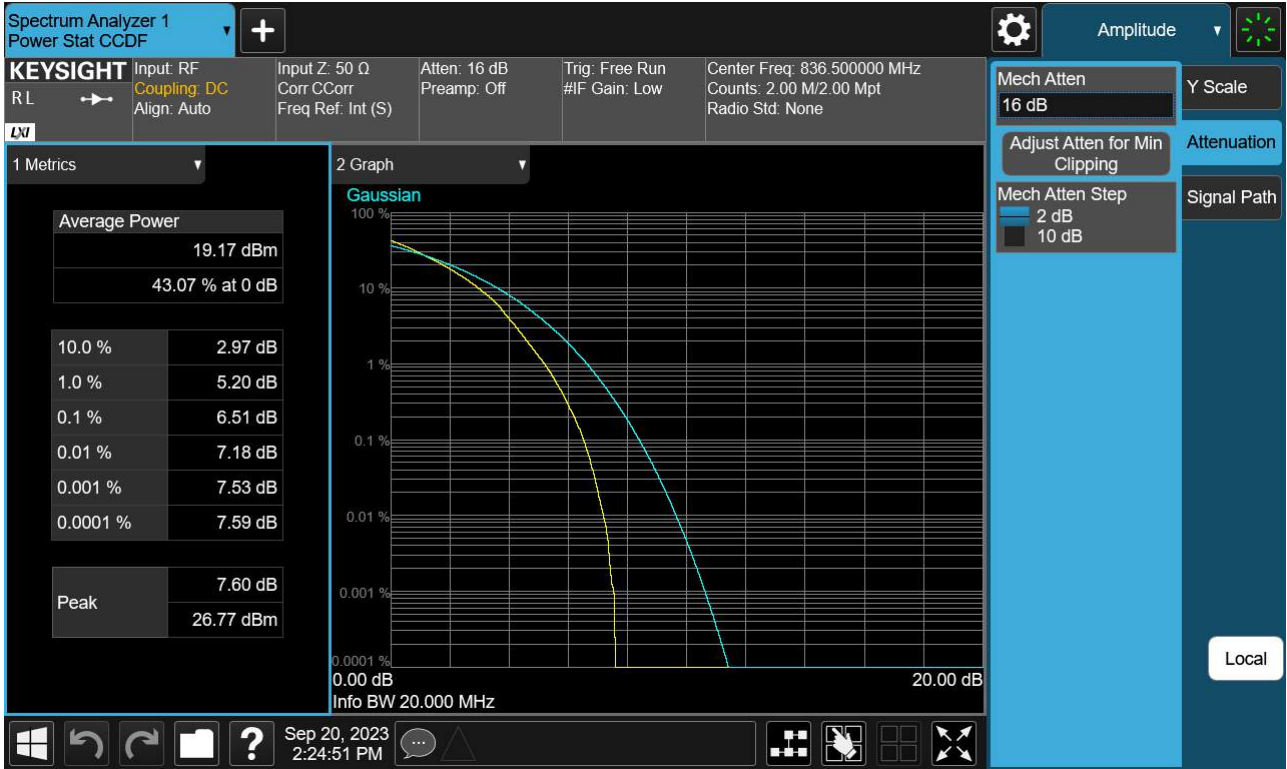 Spectrum Analyzer 1
Power Stat CCDF
+
Amplitude
KEYSIGHT
R L
LXI
Input: RF
Coupling: DC
Align: Auto
Input Z: 50 Ω
Corr CCorr
Freq Ref: Int (S)
Atten: 16 dB
Preamp: Off
Trig: Free Run
#IF Gain: Low
Center Freq: 836.500000 MHz
Counts: 2.00 M/2.00 Mpt
Radio Std: None
Mech Atten
16 dB
Adjust Atten for Min
Clipping
Mech Atten Step
2 dB
10 dB
Y Scale
Attenuation
Signal Path
Local
1 Metrics
Average Power
19.17 dBm
43.07 % at 0 dB
10.0 % 2.97 dB
1.0 % 5.20 dB
0.1 % 6.51 dB
0.01 % 7.18 dB
0.001 % 7.53 dB
0.0001 % 7.59 dB
Peak
7.60 dB
26.77 dBm
2 Graph
Gaussian
100 %
10 %
1 %
0.1 %
0.01 %
0.001 %
0.0001 %
0.00 dB 20.00 dB
Info BW 20.000 MHz
?
Sep 20, 2023
2:24:51 PM